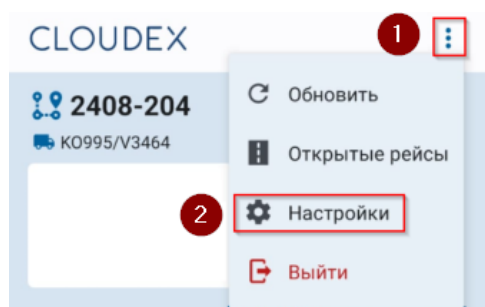 CLOUDEX
1
2408-204
KO995/V3464
Обновить
Открытые рейсы
2
Настройки
Выйти